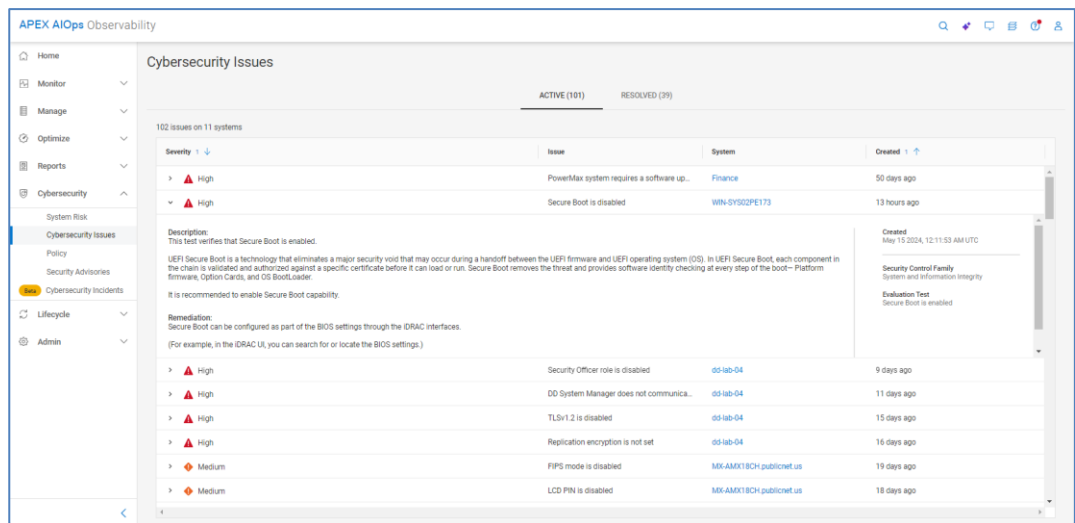 APEX AIOps Observability
Home
Monitor
Manage
Optimize
Reports
Cybersecurity
System Risk
Cybersecurity Issues
Policy
Security Advisories
Beta Cybersecurity Incidents
Lifecycle
Admin
Cybersecurity Issues
ACTIVE (101) RESOLVED (39)
102 issues on 11 systems
Severity 1 Issue System Created 1
High PowerMax system requires a software up... Finance 50 days ago
High Secure Boot is disabled WIN-SYS02PE173 13 hours ago
Description:
This test verifies that Secure Boot is enabled.
UEFI Secure Boot is a technology that eliminates a major security void that may occur during a handoff between the UEFI firmware and UEFI operating system (OS). In UEFI Secure Boot, each component in
the chain is validated and authorized against a specific certificate before it can load or run. Secure Boot removes the threat and provides software identity checking at every step of the boot— Platform
firmware, Option Cards, and OS BootLoader.
It is recommended to enable Secure Boot capability.
Remediation:
Secure Boot can be configured as part of the BIOS settings through the iDRAC interfaces.
(For example, in the iDRAC UI, you can search for or locate the BIOS settings.)
Created
May 15 2024, 12:11:53 AM UTC
Security Control Family
System and Information Integrity
Evaluation Test
Secure Boot is enabled
High Security Officer role is disabled dd-lab-04 9 days ago
High DD System Manager does not communica... dd-lab-04 11 days ago
High TLSv1.2 is disabled dd-lab-04 15 days ago
High Replication encryption is not set dd-lab-04 16 days ago
Medium FIPS mode is disabled MX-AMX18CH.publicnet.us 19 days ago
Medium LCD PIN is disabled MX-AMX18CH.publicnet.us 18 days ago